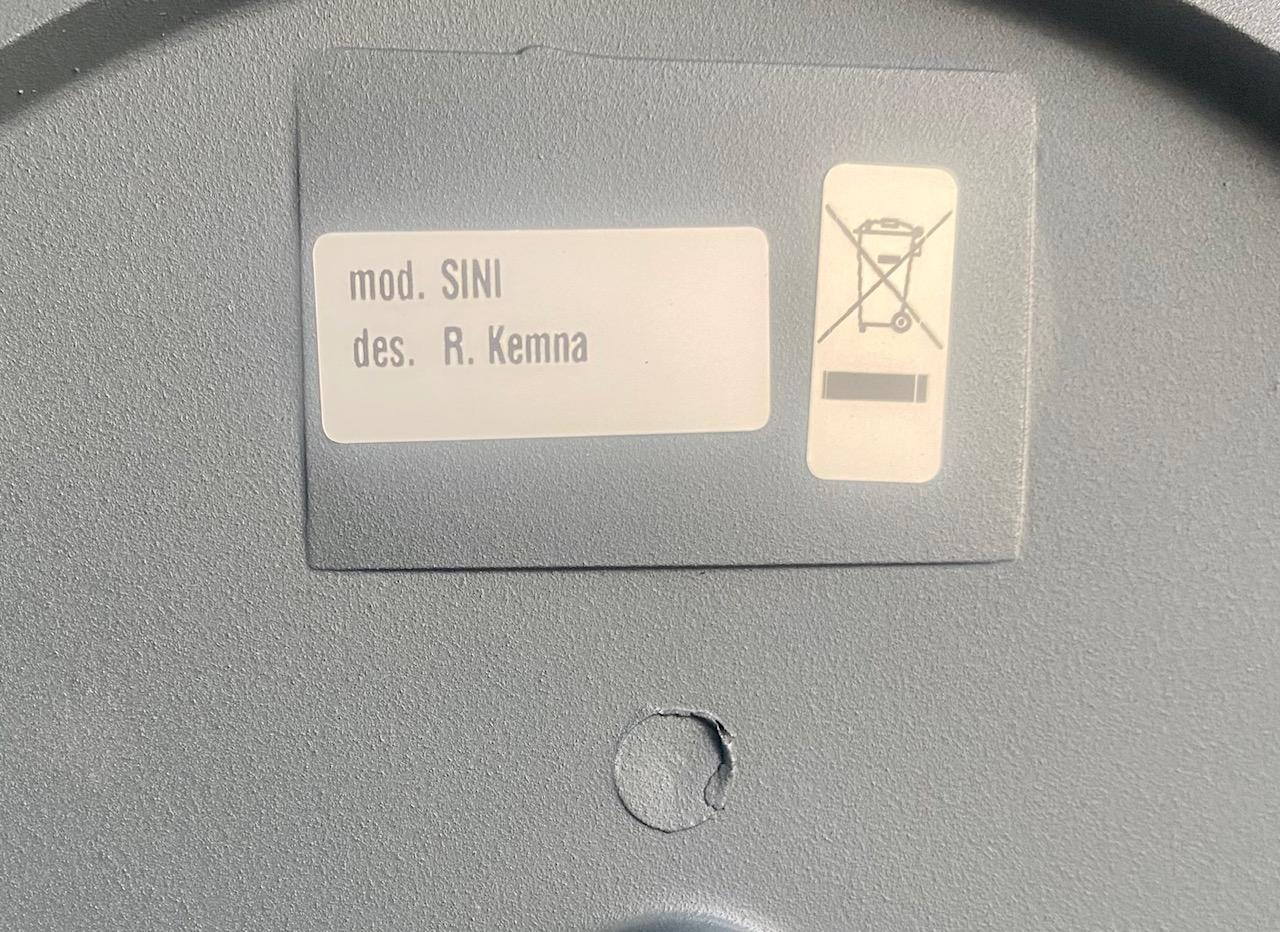 mod. SINI
des. R. Kemna